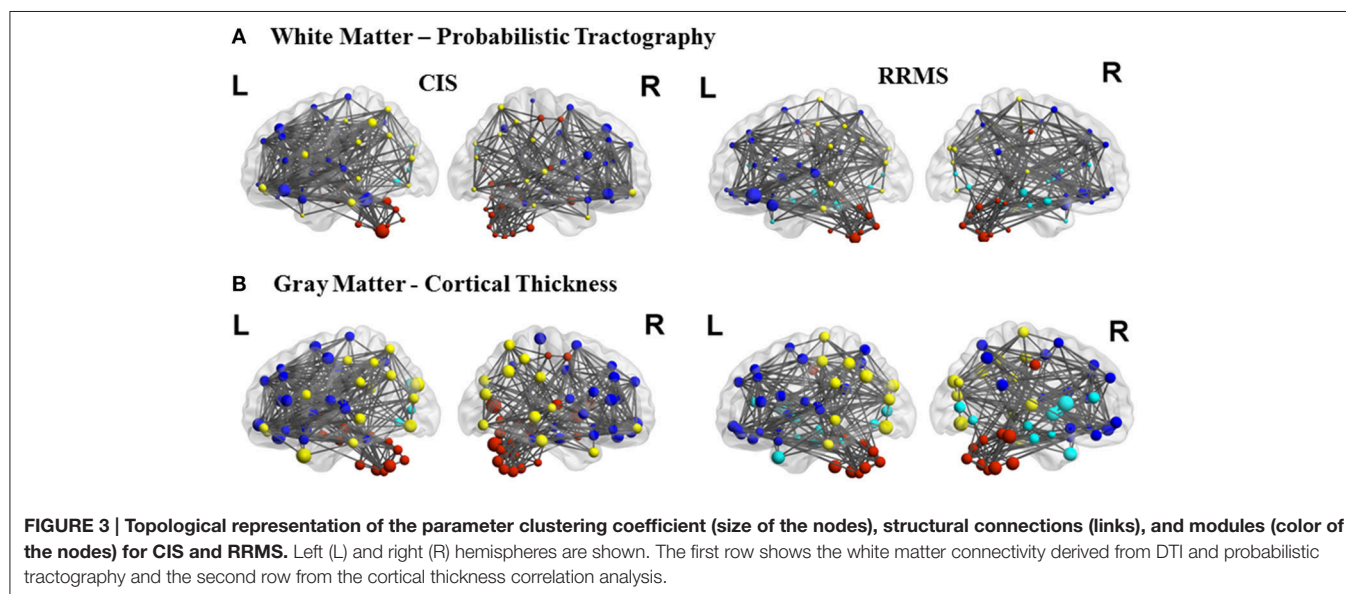 A White Matter – Probabilistic Tractography
L CIS R L RRMS R
B Gray Matter - Cortical Thickness
L R L R
FIGURE 3 | Topological representation of the parameter clustering coefficient (size of the nodes), structural connections (links), and modules (color of
the nodes) for CIS and RRMS. Left (L) and right (R) hemispheres are shown. The first row shows the white matter connectivity derived from DTI and probabilistic
tractography and the second row from the cortical thickness correlation analysis.